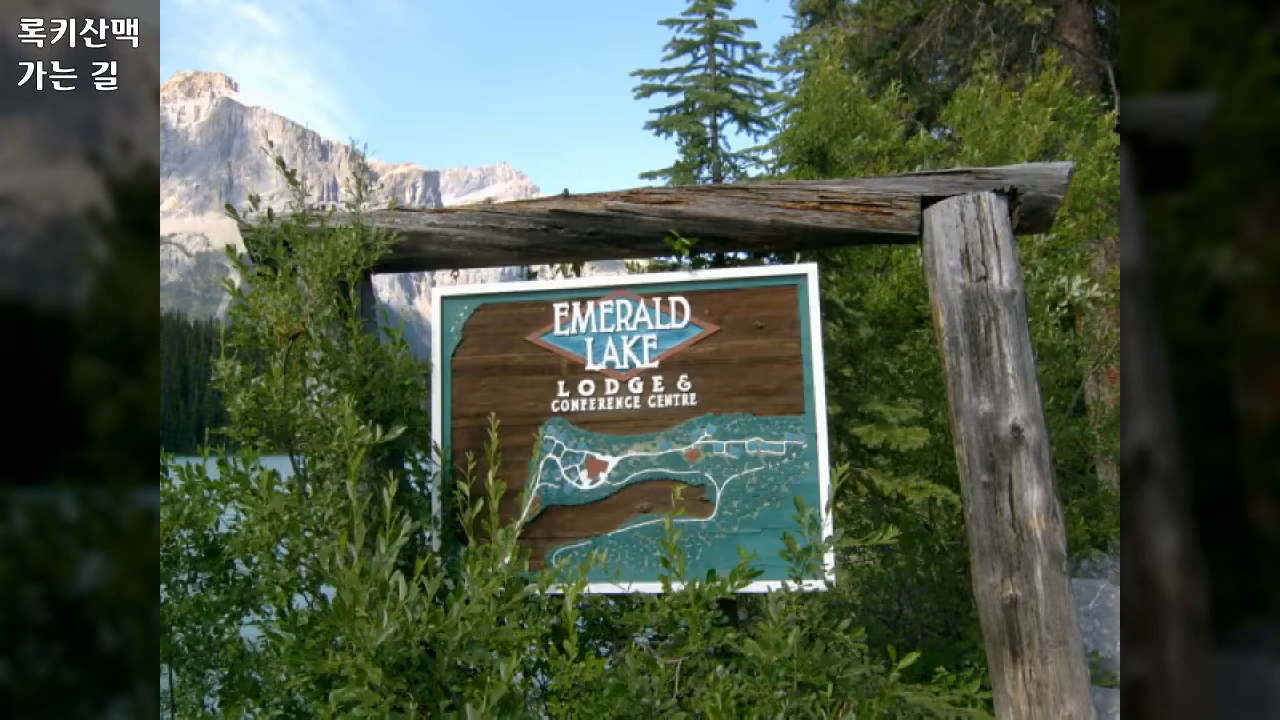 록키산맥
가는 길
EMERALD
LAKE
LODGE &
CONFERENCE CENTRE